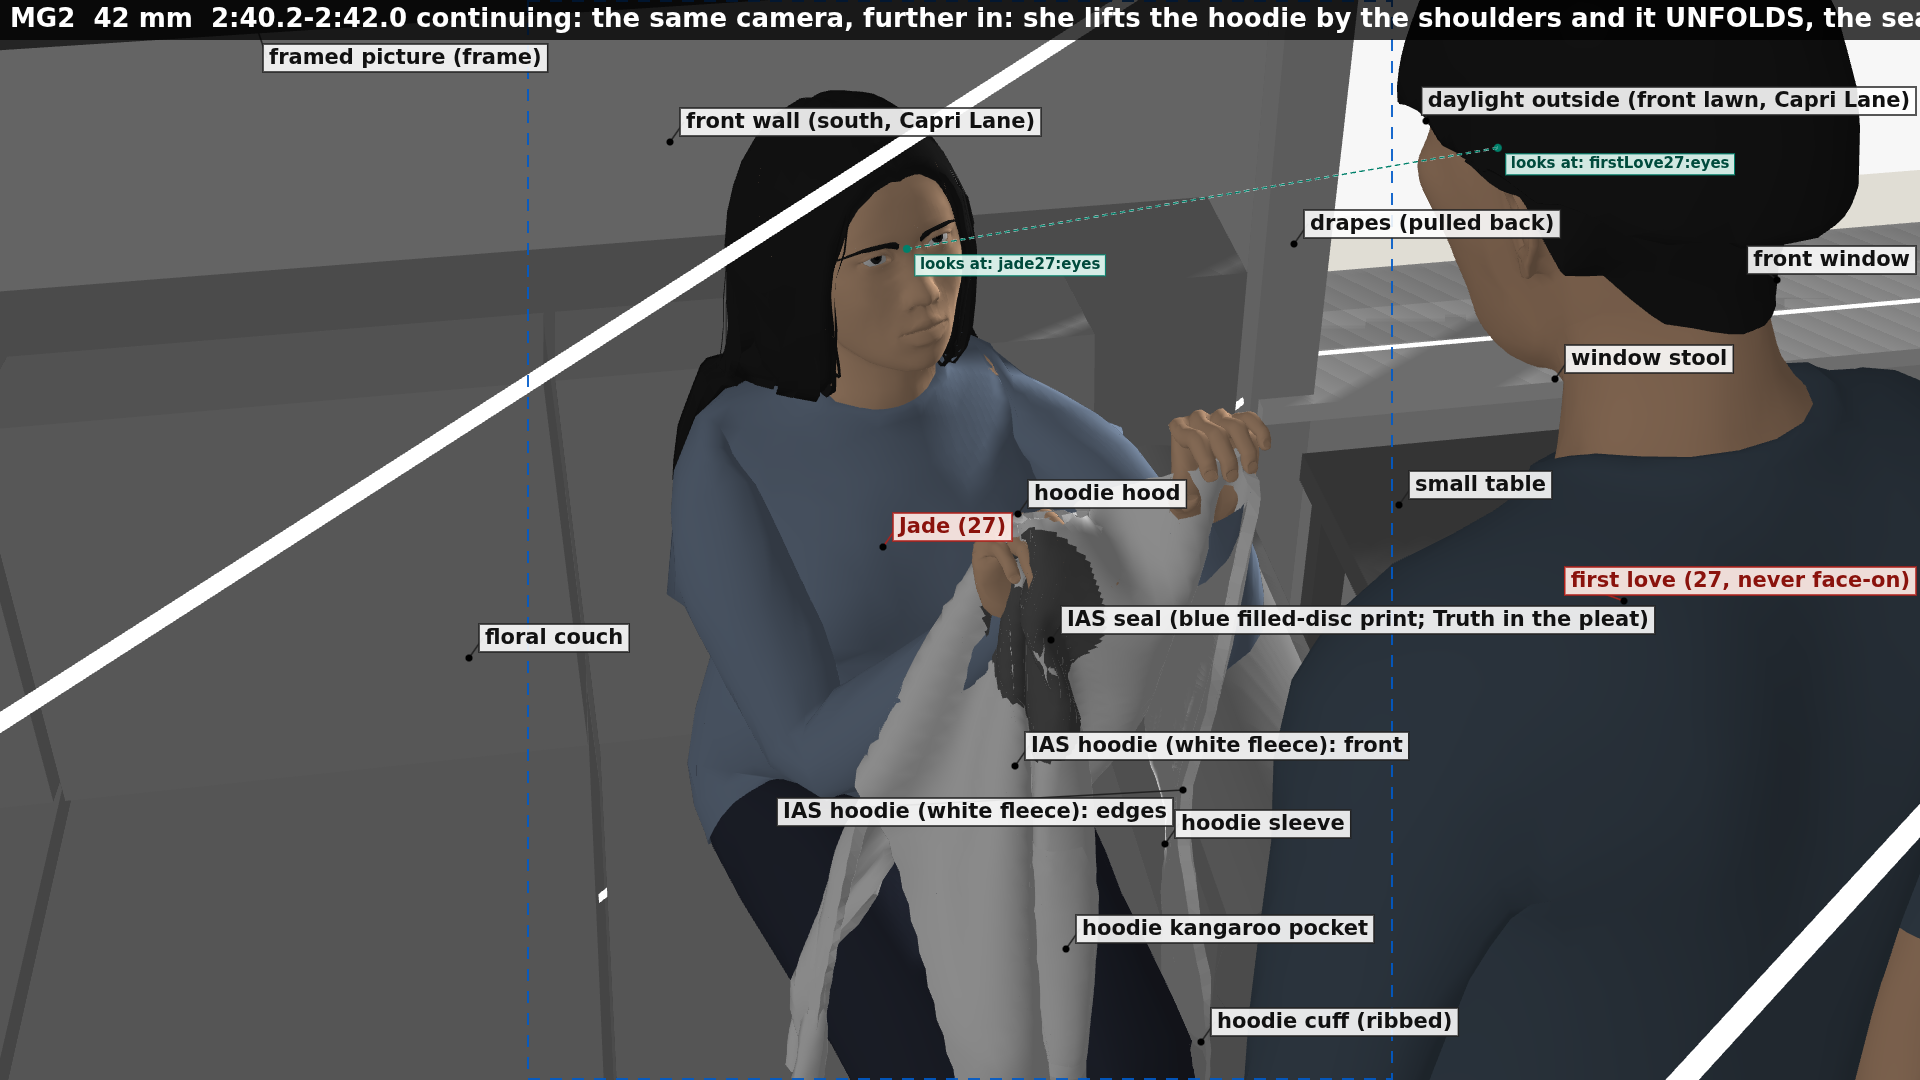 MG2 42 mm 2:40.2-2:42.0 continuing: the same camera, further in: she lifts the hoodie by the shoulders and it UNFOLDS, the sea
framed picture (frame)
daylight outside (front lawn, Capri Lane)
front wall (south, Capri Lane)
looks at: firstLove27:eyes
drapes (pulled back)
front window
looks at: jade27:eyes
window stool
small table
hoodie hood
Jade (27)
first love (27, never face-on)
IAS seal (blue filled-disc print; Truth in the pleat)
floral couch
IAS hoodie (white fleece): front
IAS hoodie (white fleece): edges
hoodie sleeve
hoodie kangaroo pocket
hoodie cuff (ribbed)